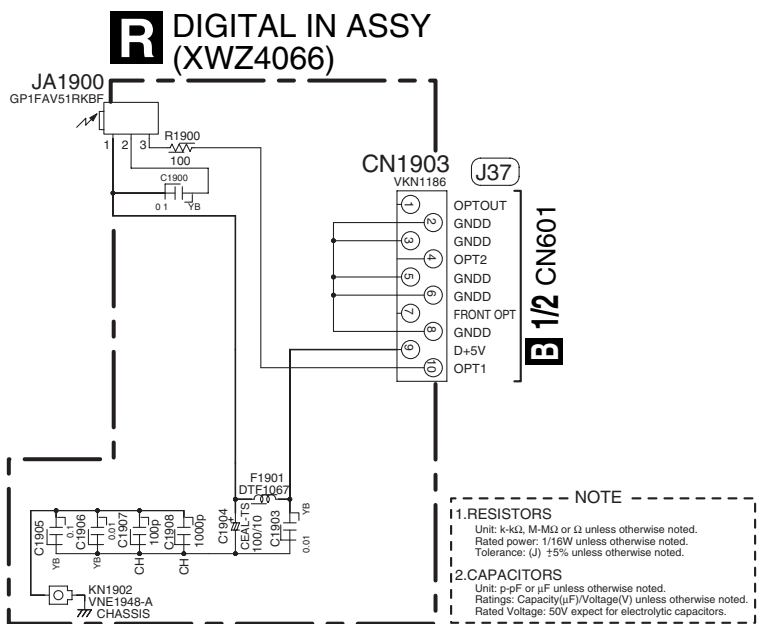 R DIGITAL IN ASSY
(XWZ4066)
JA1900
GP1FAV51RKBF
1 2 3
R1900
100
C1900
0 1 YB
CN1903
VKN1186
J37
1 OPTOUT
2 GNDD
3 GNDD
4 OPT2
5 GNDD
6 GNDD
7 FRONT OPT
8 GNDD
9 D+5V
10 OPT1
B 1/2 CN601
F1901
DTF1067
C1905
0.1
YB
C1906
0.01
YB
C1907
100p
CH
C1908
1000p
CH
C1904
+
CEAL-TS
100/10
C1903
YB
0.01
KN1902
VNE1948-A
CHASSIS
NOTE
1.RESISTORS
Unit: k-kΩ, M-MΩ or Ω unless otherwise noted.
Rated power: 1/16W unless otherwise noted.
Tolerance: (J) ±5% unless otherwise noted.
2.CAPACITORS
Unit: p-pF or µF unless otherwise noted.
Ratings: Capacity(µF)/Voltage(V) unless otherwise noted.
Rated Voltage: 50V expect for electrolytic capacitors.